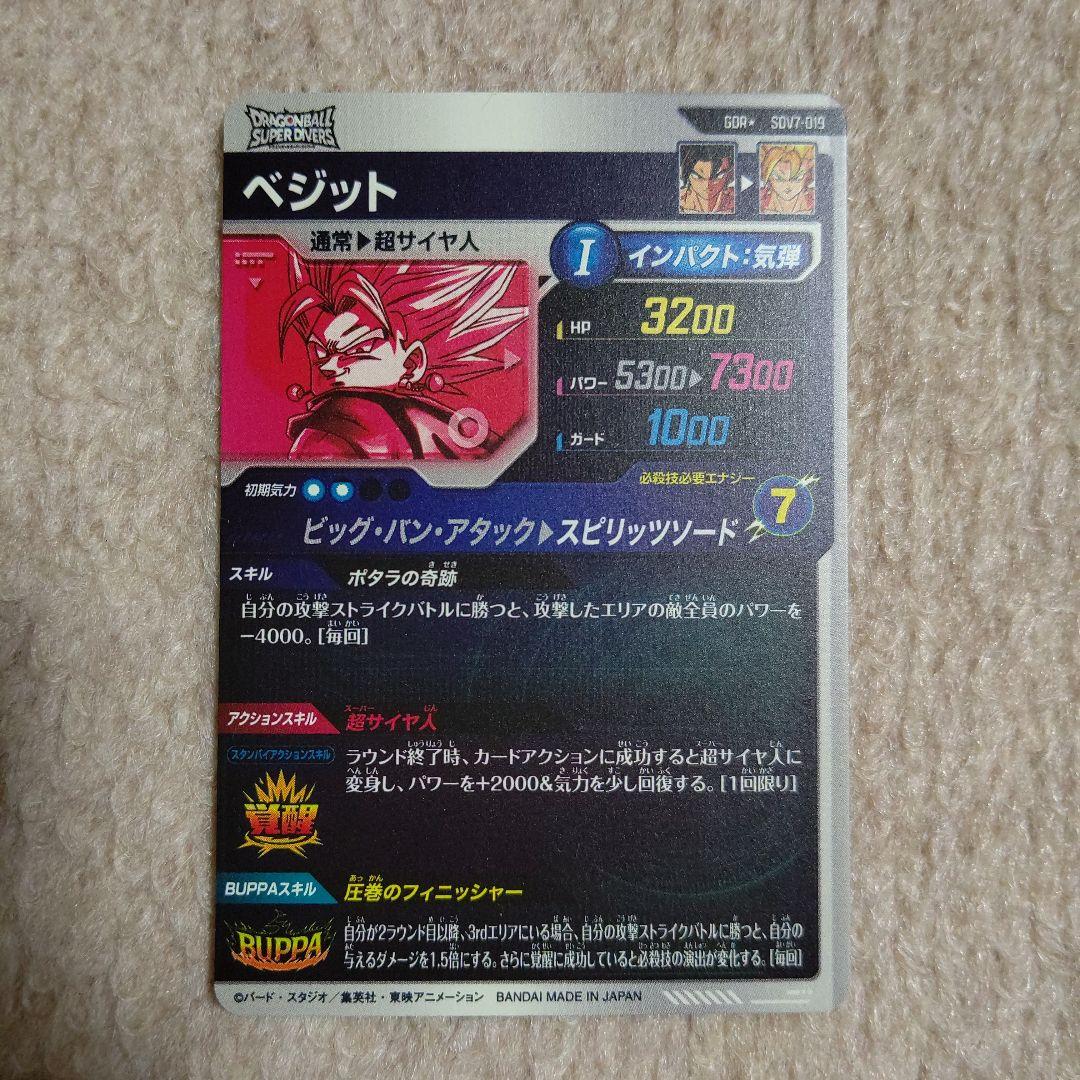 DRAGONBALL
SUPER DIVERS
GDR★ SDV7-019
ベジット
通常▶超サイヤ人
I インパクト:気弾
HP 3200
パワー 5300▶7300
ガード 1000
初期気力
必殺技必要エナジー
7
ビッグ・バン・アタック▶スピリッツソード
スキル ポタラの奇跡
自分の攻撃ストライクバトルに勝つと、攻撃したエリアの敵全員のパワーを
-4000。[毎回]
アクションスキル 超サイヤ人
スタンバイアクションスキル
ラウンド終了時、カードアクションに成功すると超サイヤ人に
変身し、パワーを+2000&気力を少し回復する。[1回限り]
覚醒
BUPPAスキル 圧巻のフィニッシャー
BUPPA
自分が2ラウンド目以降、3rdエリアにいる場合、自分の攻撃ストライクバトルに勝つと、自分の
与えるダメージを1.5倍にする。さらに覚醒に成功していると必殺技の演出が変化する。[毎回]
©バード・スタジオ/集英社・東映アニメーション BANDAI MADE IN JAPAN